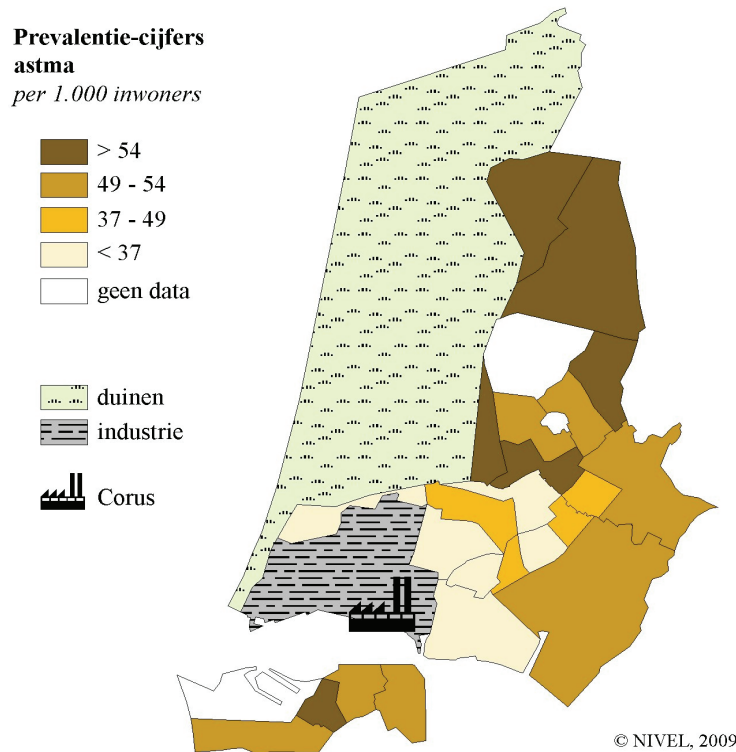 Prevalentie-cijfers
astma
per 1.000 inwoners
> 54
49 - 54
37 - 49
< 37
geen data
duinen
industrie
Corus
© NIVEL, 2009